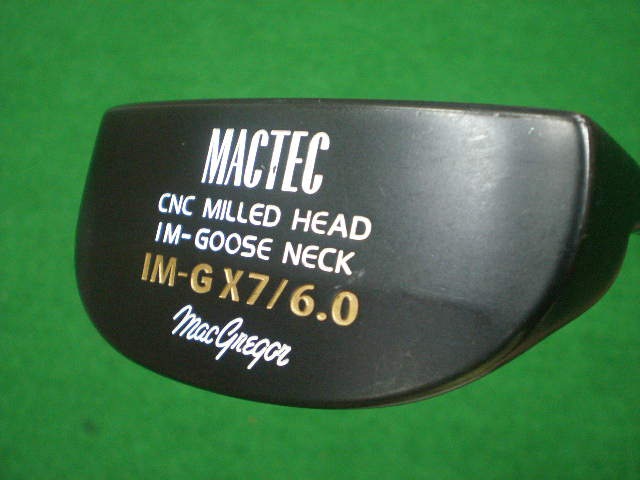 MACTEC
CNC MILLED HEAD
IM-GOOSE NECK
IM-G X7/6.0
MacGregor